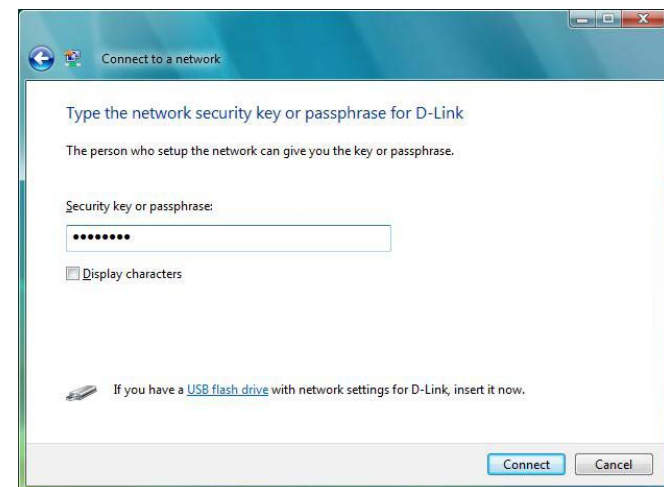 Connect to a network
Type the network security key or passphrase for D-Link
The person who setup the network can give you the key or passphrase.
Security key or passphrase:
●●●●●●●●
Display characters
If you have a USB flash drive with network settings for D-Link, insert it now.
Connect Cancel